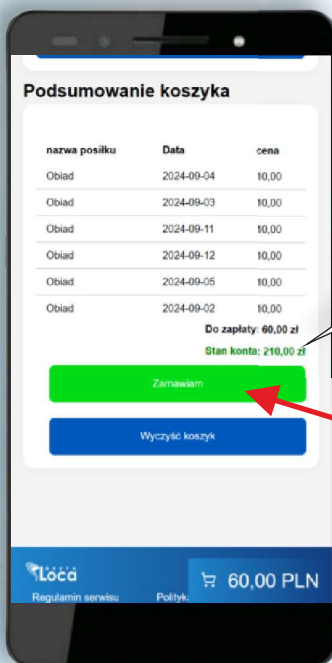 Podsumowanie koszyka
nazwa posiłku Data cena
Obiad 2024-09-04 10,00
Obiad 2024-09-03 10,00
Obiad 2024-09-11 10,00
Obiad 2024-09-12 10,00
Obiad 2024-09-05 10,00
Obiad 2024-09-02 10,00
Do zapłaty: 60,00 zł
Stan konta: 210,00 zł
Zamawiam
Wyczyść koszyk
Loca
60,00 PLN
Regulamin serwisu Polityk